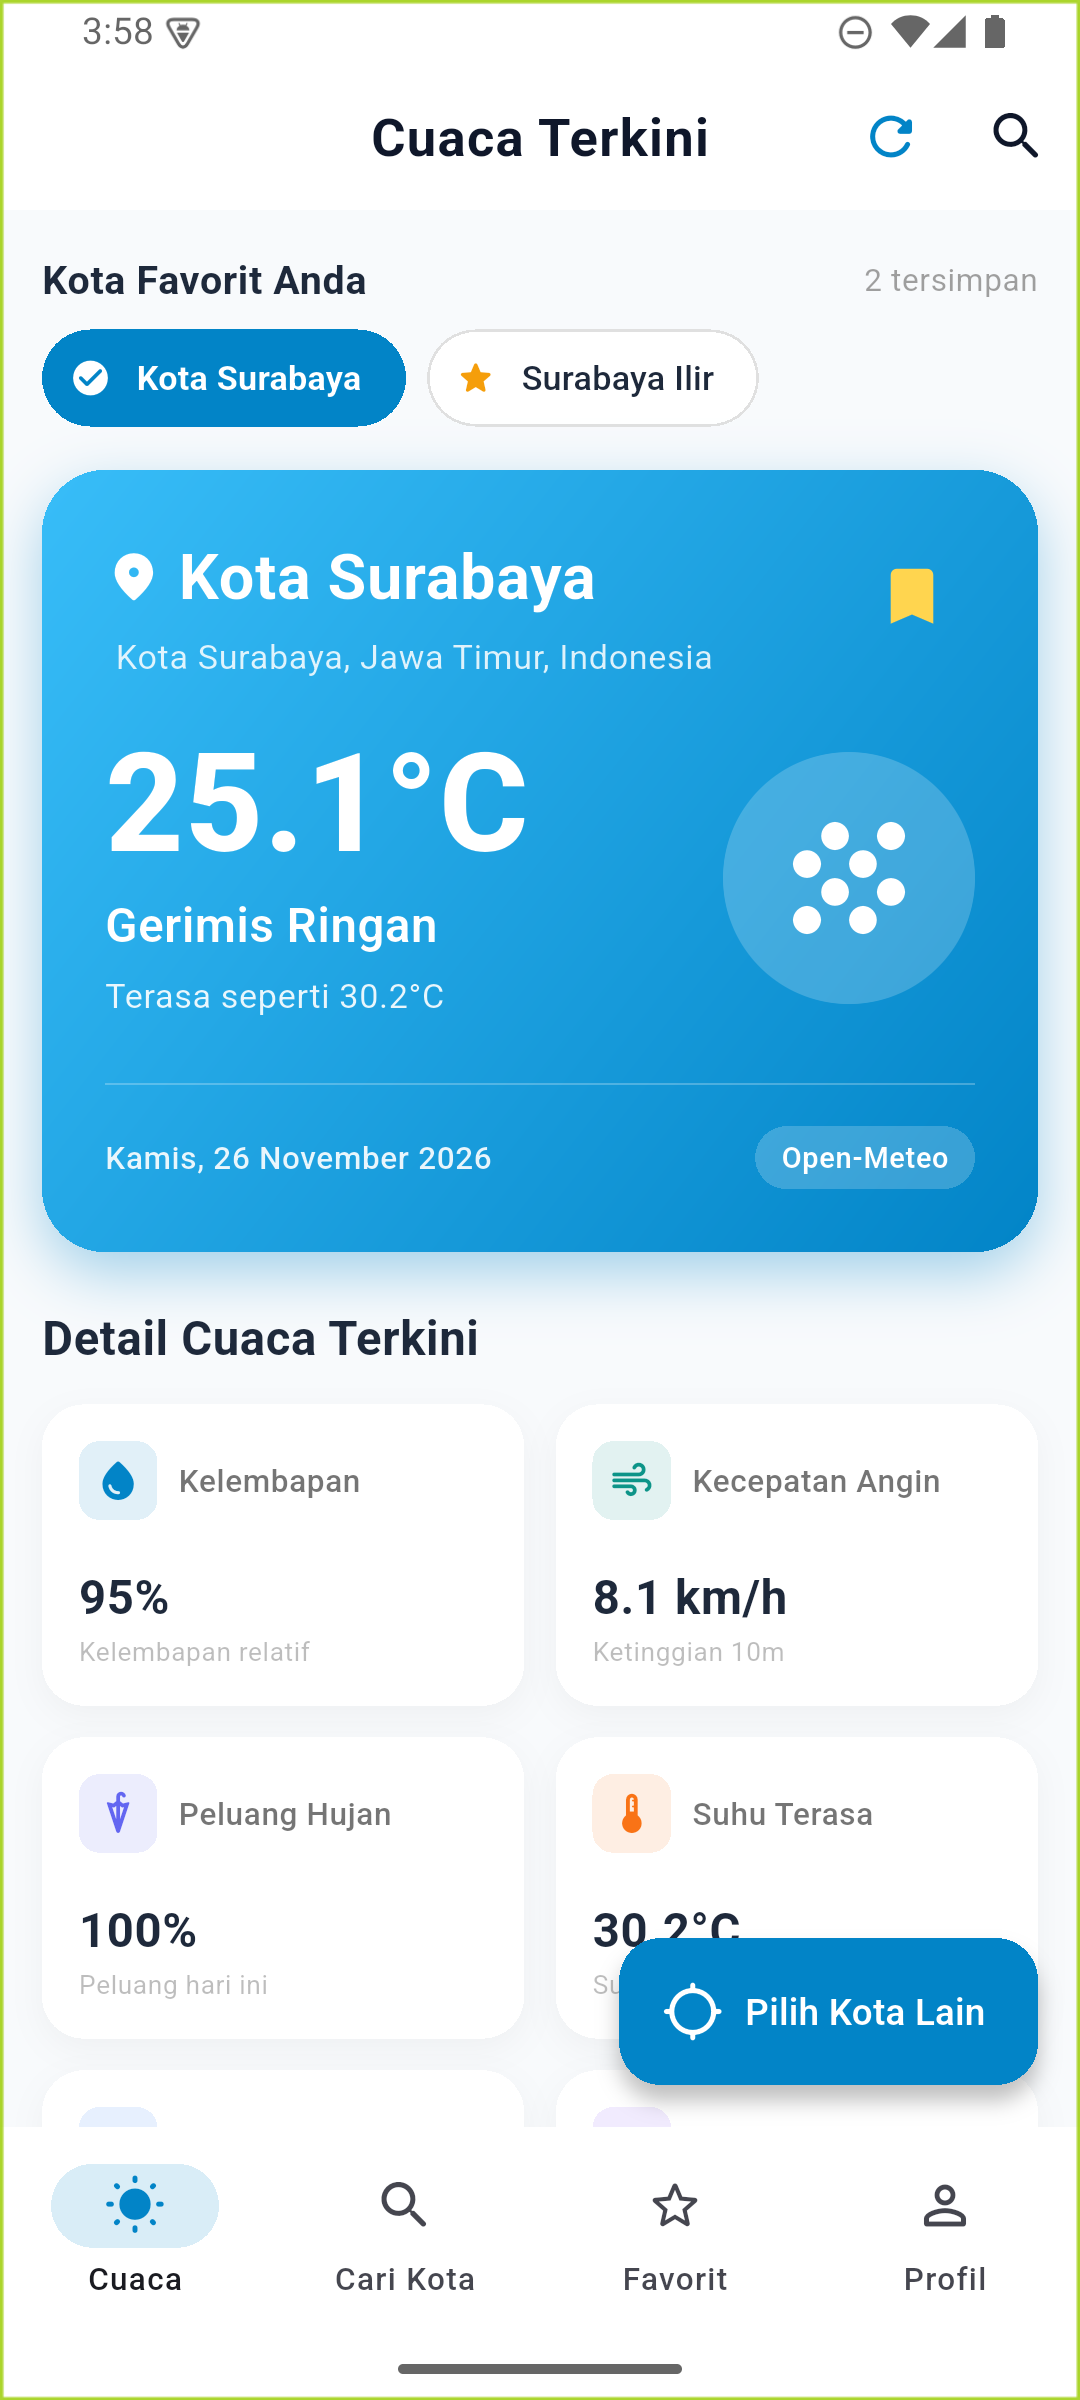 3:58
Cuaca Terkini
Kota Favorit Anda
2 tersimpan
Kota Surabaya
Surabaya Ilir
Kota Surabaya
Kota Surabaya, Jawa Timur, Indonesia
25.1°C
Gerimis Ringan
Terasa seperti 30.2°C
Kamis, 26 November 2026
Open-Meteo
Detail Cuaca Terkini
Kelembapan
95%
Kelembapan relatif
Kecepatan Angin
8.1 km/h
Ketinggian 10m
Peluang Hujan
100%
Peluang hari ini
Suhu Terasa
30.2°C
Pilih Kota Lain
Cuaca
Cari Kota
Favorit
Profil